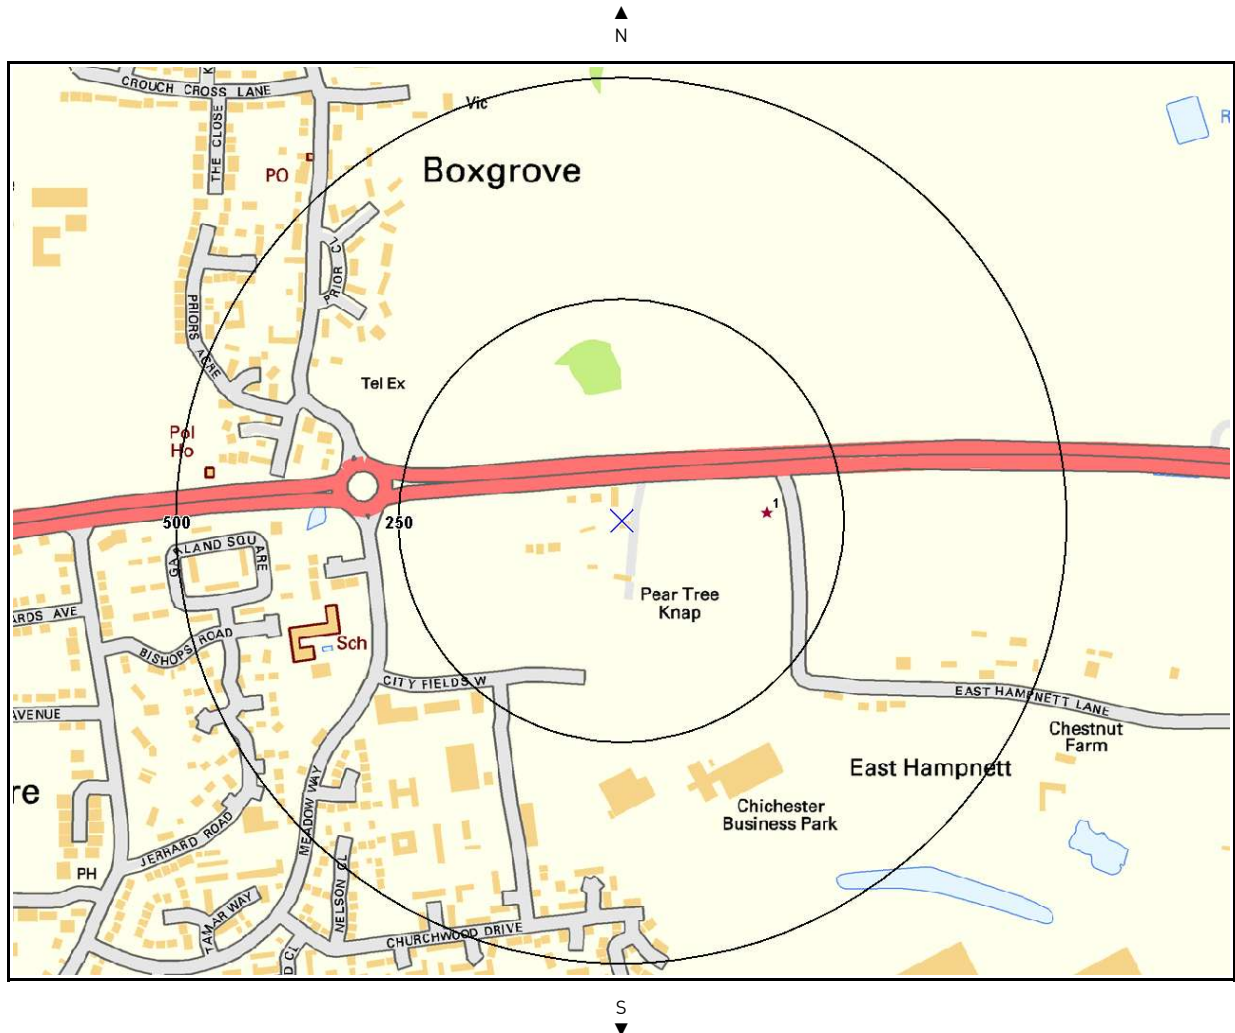 N
CROUCH CROSS LANE
K
THE CLOSE
Vic
R
PO
Boxgrove
PRIOR CL
PRIORS ACRE
Tel Ex
Pol
Ho
500
250
1
GARLAND SQUARE
Pear Tree
Knap
ARDS AVE
BISHOPS ROAD
Sch
CITY FIELDS W
EAST HAMPNETT LANE
AVENUE
Chestnut
Farm
East Hampnett
re
MEADOW WAY
Chichester
Business Park
JERRARD ROAD
PH
NELSON CL
TAMAR WAY
CHURCHWOOD DRIVE
D CL
S